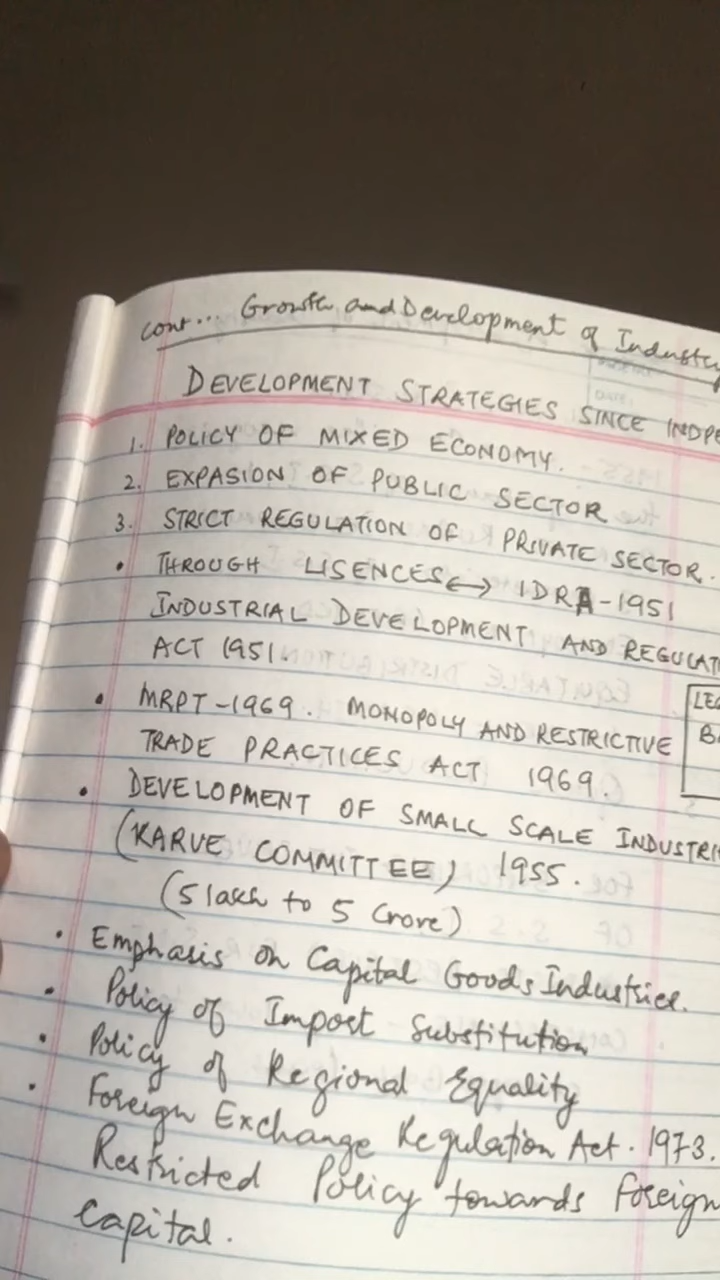 cont... Growth and Development of Industry
DEVELOPMENT STRATEGIES SINCE INDPE
1. POLICY OF MIXED ECONOMY.
2. EXPASION OF PUBLIC SECTOR
3. STRICT REGULATION OF PRIVATE SECTOR.
• THROUGH LISENCES ↔ IDRA-1951
INDUSTRIAL DEVELOPMENT AND REGULAT
ACT 1951.
• MRPT-1969. MONOPOLY AND RESTRICTIVE
TRADE PRACTICES ACT 1969.
LEG
B
• DEVELOPMENT OF SMALL SCALE INDUSTRI
(KARVE COMMITTEE) 1955.
(5 lakh to 5 Crore)
• Emphasis on Capital Goods Industries.
• Policy of Import Substitution
• Policy of Regional Equality
• Foreign Exchange Regulation Act. 1973.
Restricted Policy towards foreign
capital.